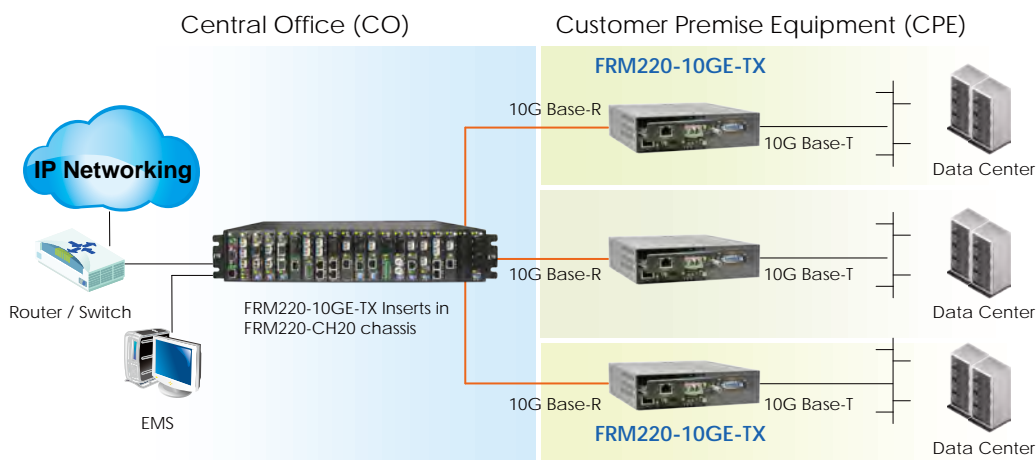 Central Office (CO)
Customer Premise Equipment (CPE)
FRM220-10GE-TX
10G Base-R
10G Base-T
Data Center
IP Networking
Router / Switch
FRM220-10GE-TX Inserts in
FRM220-CH20 chassis
10G Base-R
10G Base-T
Data Center
EMS
10G Base-R
10G Base-T
FRM220-10GE-TX
Data Center